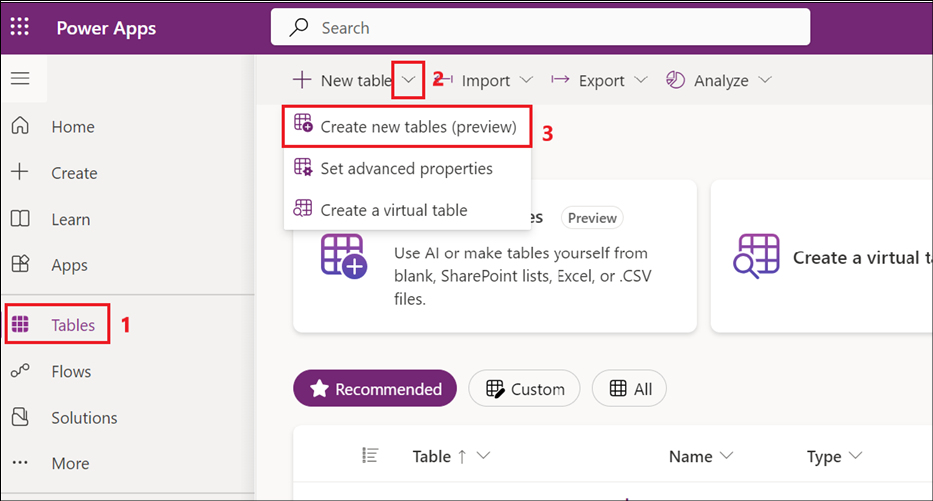 Power Apps
Search
New table
2
Import
Export
Analyze
Home
Create new tables (preview)
3
Create
Set advanced properties
Learn
Create a virtual table
es
Preview
Apps
Use AI or make tables yourself from
blank, SharePoint lists, Excel, or .CSV
files.
Create a virtual ta
Tables
1
Flows
Recommended
Custom
All
Solutions
More
Table ↑
Name
Type